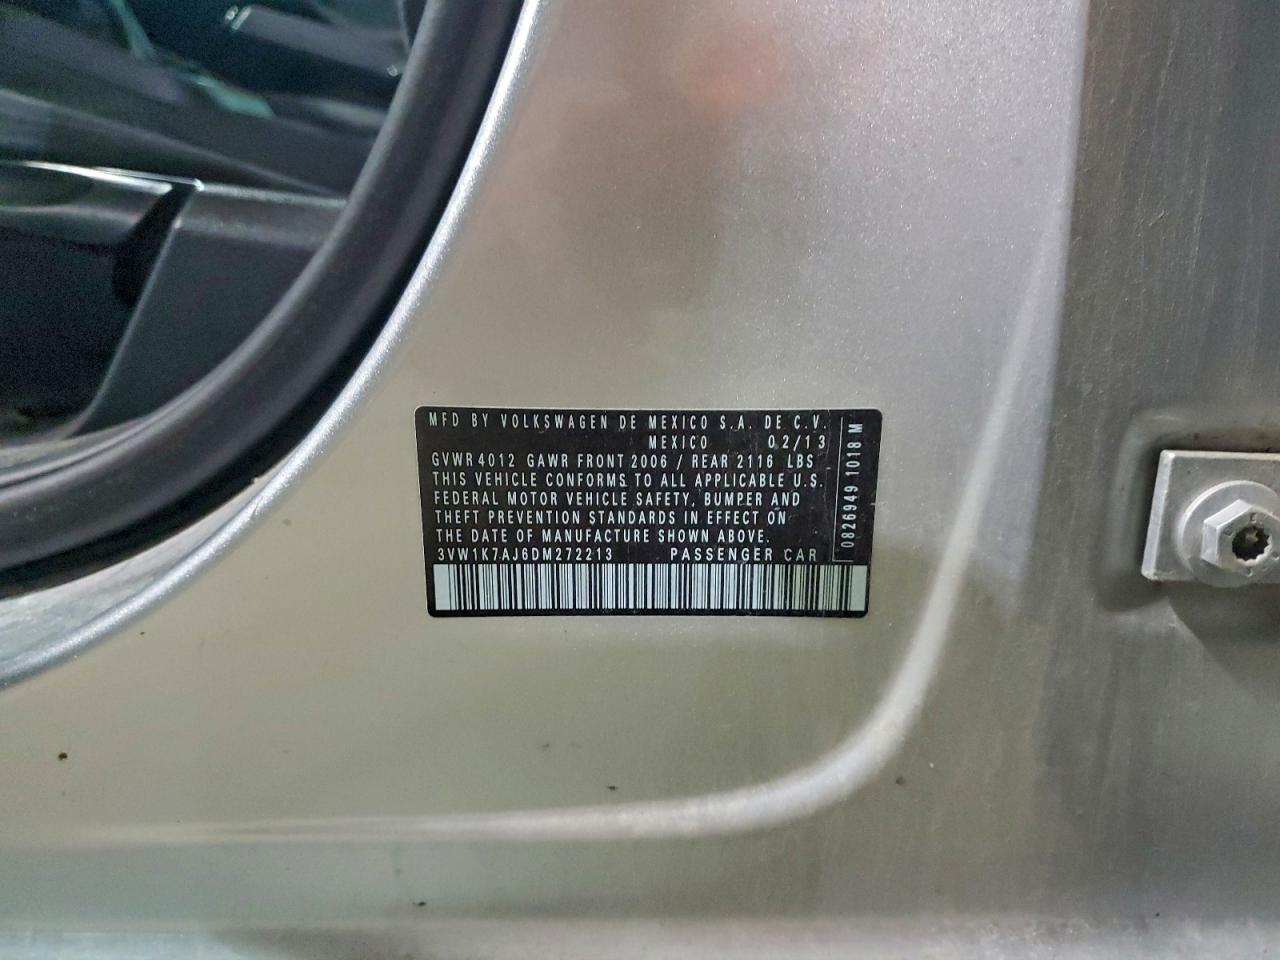 MFD BY VOLKSWAGEN DE MEXICO S.A. DE C.V.
MEXICO 02/13
GVWR 4012 GAWR FRONT 2006 / REAR 2116 LBS
THIS VEHICLE CONFORMS TO ALL APPLICABLE U.S.
FEDERAL MOTOR VEHICLE SAFETY, BUMPER AND
THEFT PREVENTION STANDARDS IN EFFECT ON
THE DATE OF MANUFACTURE SHOWN ABOVE.
3VW1K7AJ6DM272213 PASSENGER CAR
0826949 1018 M